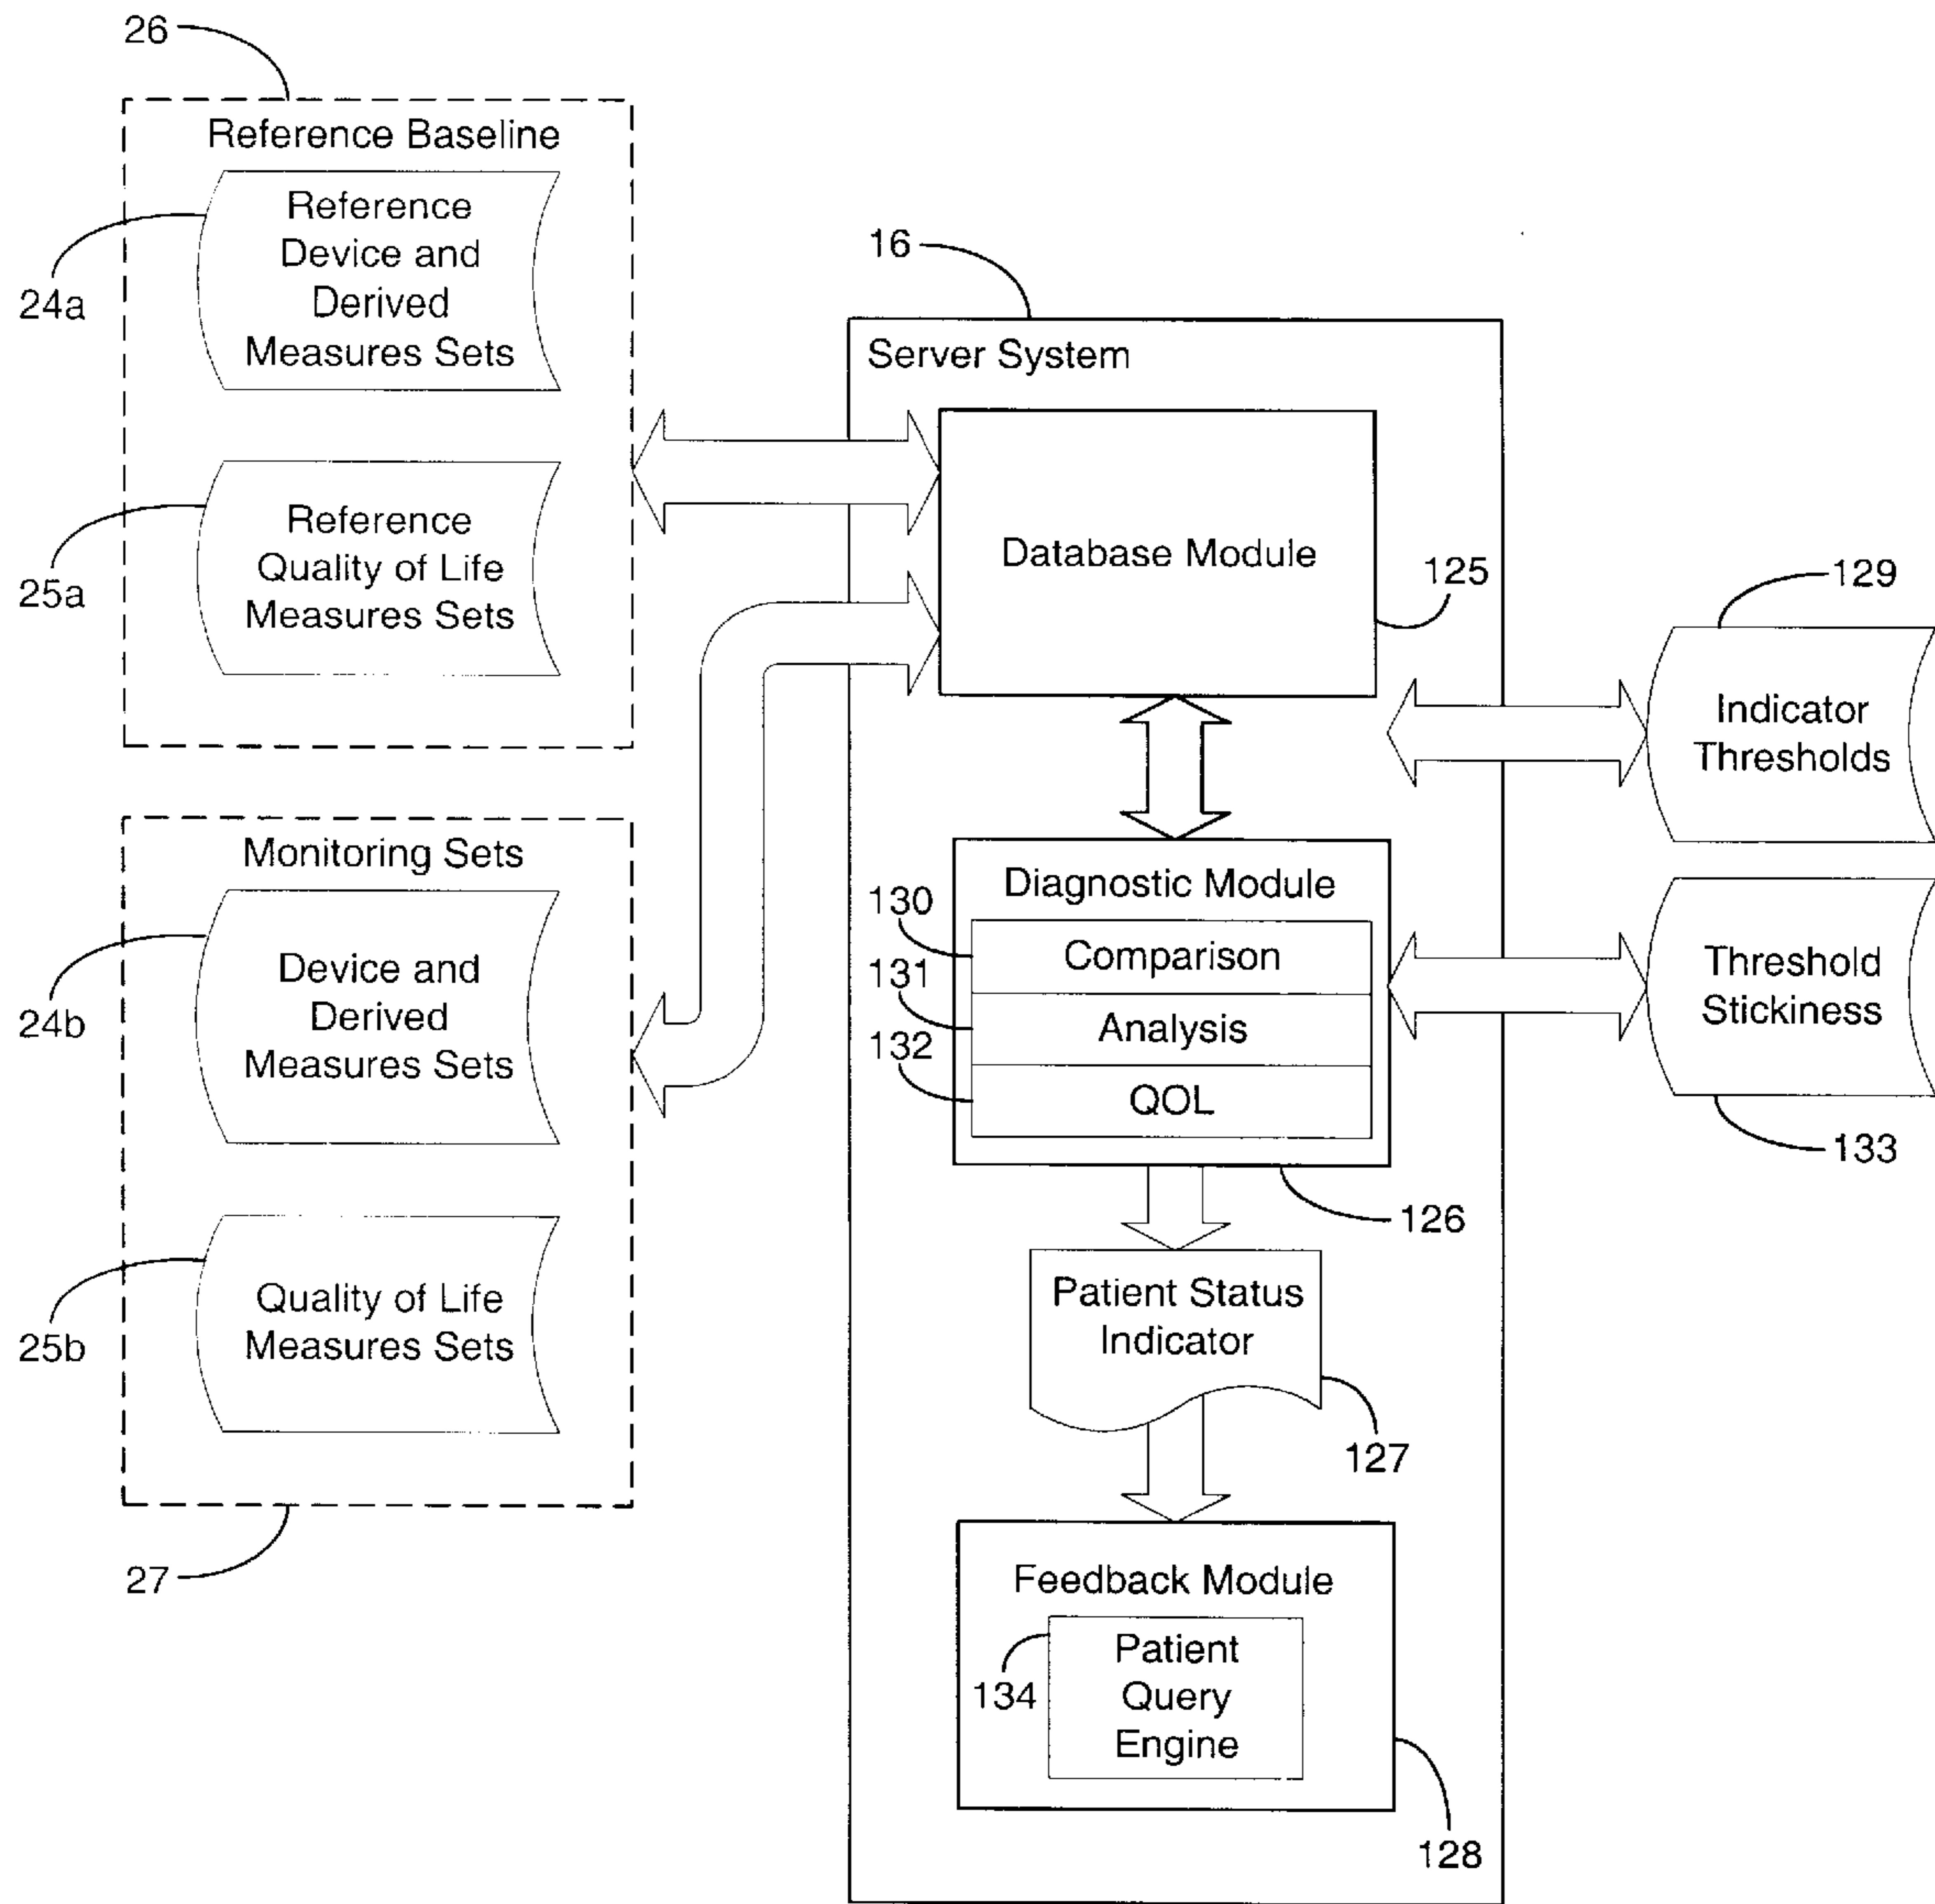 26
Reference Baseline
Reference
Device and
Derived
Measures Sets
24a
Reference
Quality of Life
Measures Sets
25a
Monitoring Sets
Device and
Derived
Measures Sets
24b
Quality of Life
Measures Sets
25b
27
16
Server System
Database Module
125
129
Indicator
Thresholds
Diagnostic Module
130
Comparison
131
Analysis
132
QOL
126
Threshold
Stickiness
133
Patient Status
Indicator
127
Feedback Module
134
Patient
Query
Engine
128